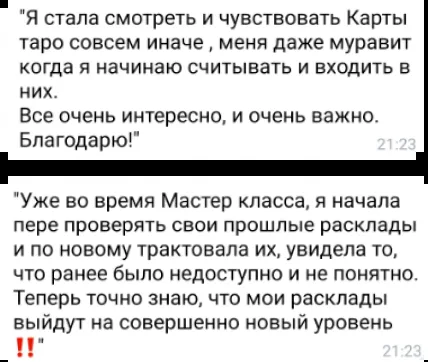 "Я стала смотреть и чувствовать Карты
таро совсем иначе , меня даже муравит
когда я начинаю считывать и входить в
них.
Все очень интересно, и очень важно.
Благодарю!"
21:23
"Уже во время Мастер класса, я начала
пере проверять свои прошлые расклады
и по новому трактовала их, увидела то,
что ранее было недоступно и не понятно.
Теперь точно знаю, что мои расклады
выйдут на совершенно новый уровень
‼️"
21:23